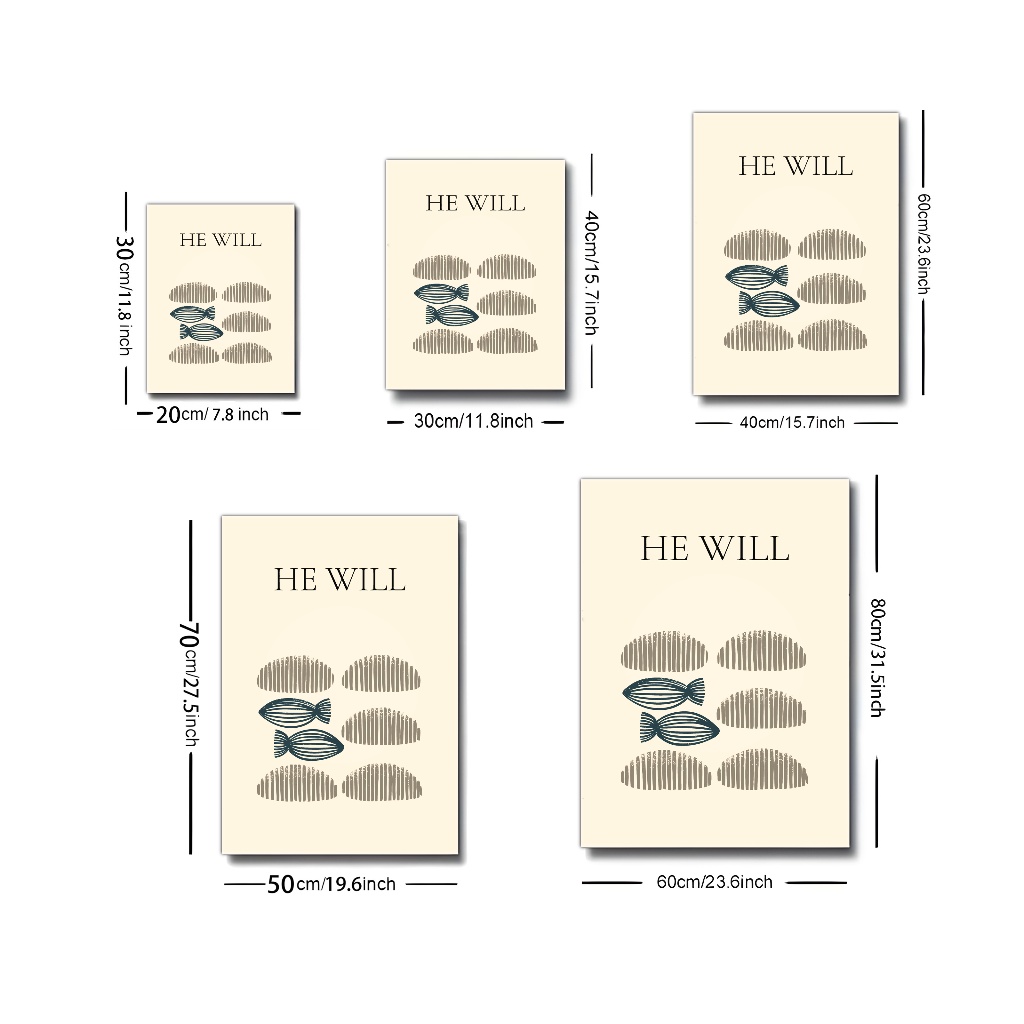 HE WILL
30cm/11.8 inch
20cm/ 7.8 inch
HE WILL
40cm/15.7inch
30cm/11.8inch
HE WILL
60cm/23.6inch
40cm/15.7inch
HE WILL
70cm/27.5inch
50cm/19.6inch
HE WILL
80cm/31.5inch
60cm/23.6inch